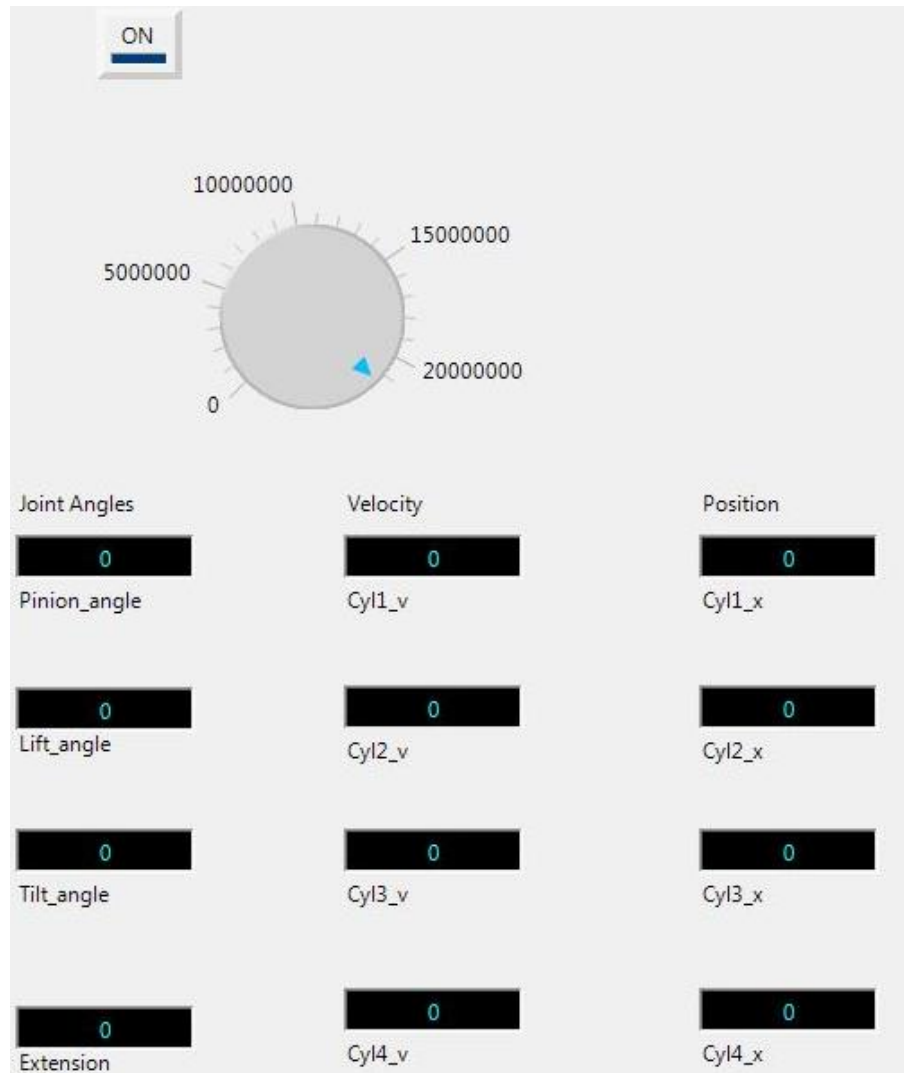 ON
10000000
15000000
5000000
20000000
0
Joint Angles Velocity Position
0 0 0
Pinion_angle Cyl1_v Cyl1_x
0 0 0
Lift_angle Cyl2_v Cyl2_x
0 0 0
Tilt_angle Cyl3_v Cyl3_x
0 0 0
Extension Cyl4_v Cyl4_x